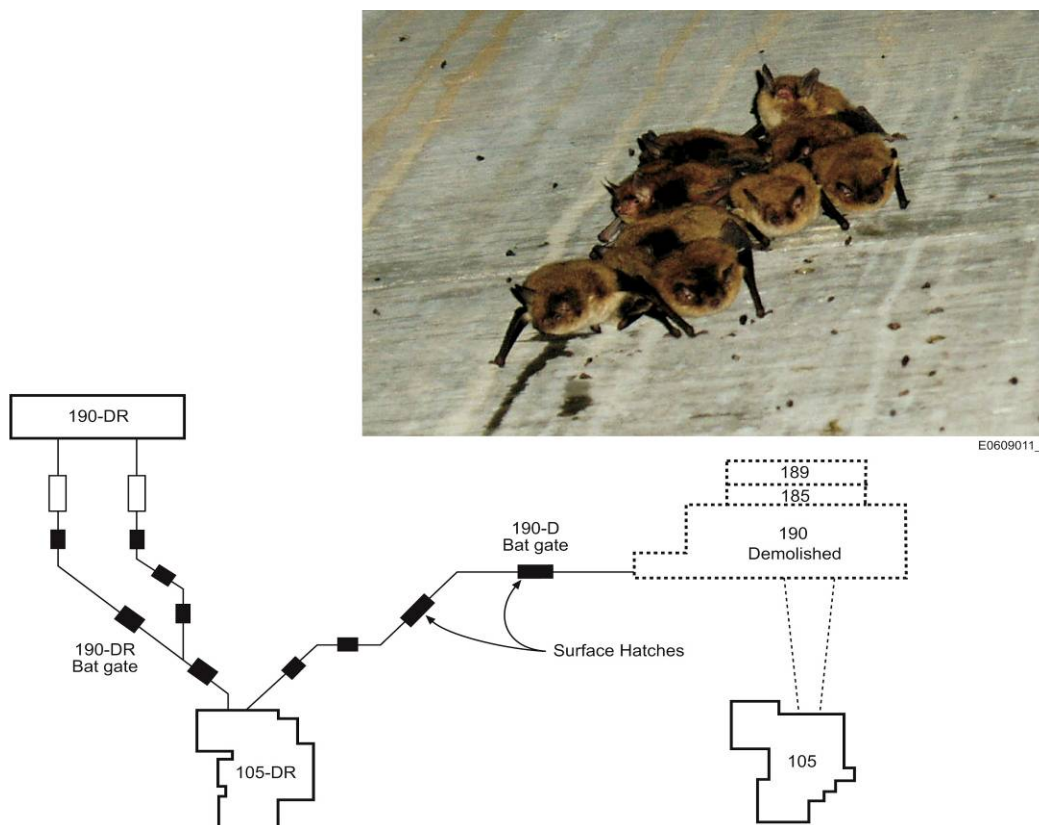 E0609011_
190-DR
189
185
190
Demolished
190-D
Bat gate
190-DR
Bat gate
Surface Hatches
105-DR
105